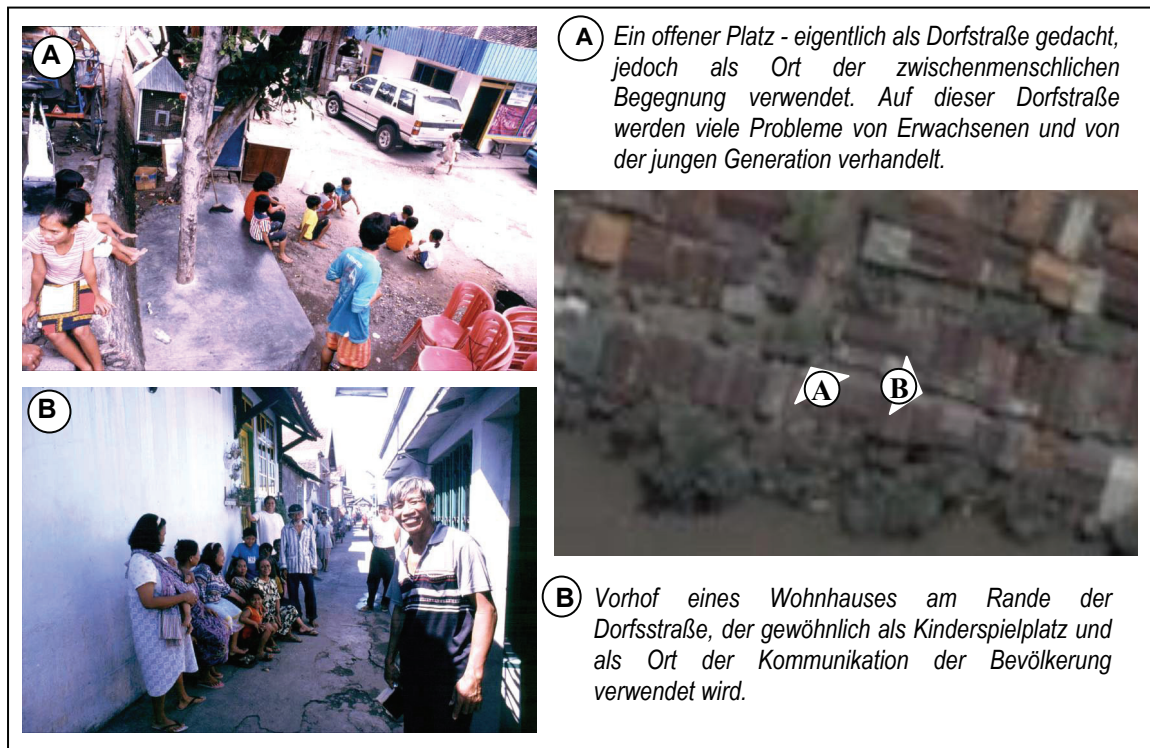 A
A
Ein offener Platz - eigentlich als Dorfstraße gedacht,
jedoch als Ort der zwischenmenschlichen
Begegnung verwendet. Auf dieser Dorfstraße
werden viele Probleme von Erwachsenen und von
der jungen Generation verhandelt.
A
B
B
B
Vorhof eines Wohnhauses am Rande der
Dorfsstraße, der gewöhnlich als Kinderspielplatz und
als Ort der Kommunikation der Bevölkerung
verwendet wird.